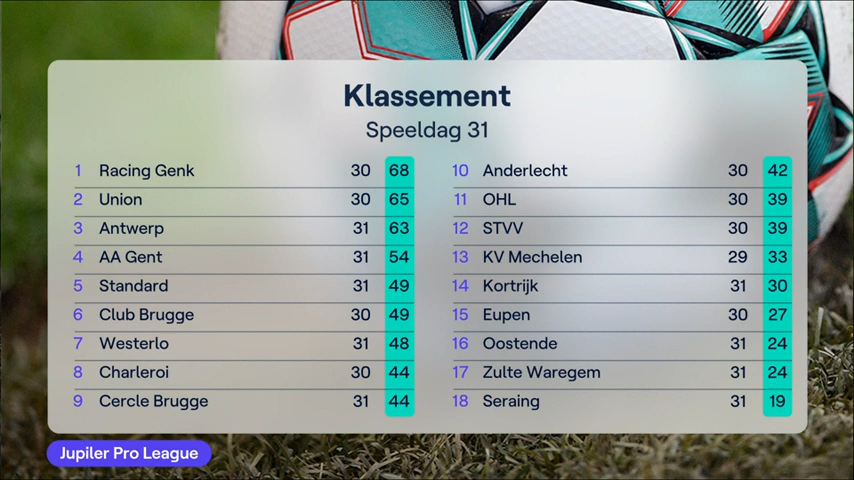 Klassement
Speeldag 31
1 Racing Genk 30 68
2 Union 30 65
3 Antwerp 31 63
4 AA Gent 31 54
5 Standard 31 49
6 Club Brugge 30 49
7 Westerlo 31 48
8 Charleroi 30 44
9 Cercle Brugge 31 44
10 Anderlecht 30 42
11 OHL 30 39
12 STVV 30 39
13 KV Mechelen 29 33
14 Kortrijk 31 30
15 Eupen 30 27
16 Oostende 31 24
17 Zulte Waregem 31 24
18 Seraing 31 19
Jupiler Pro League